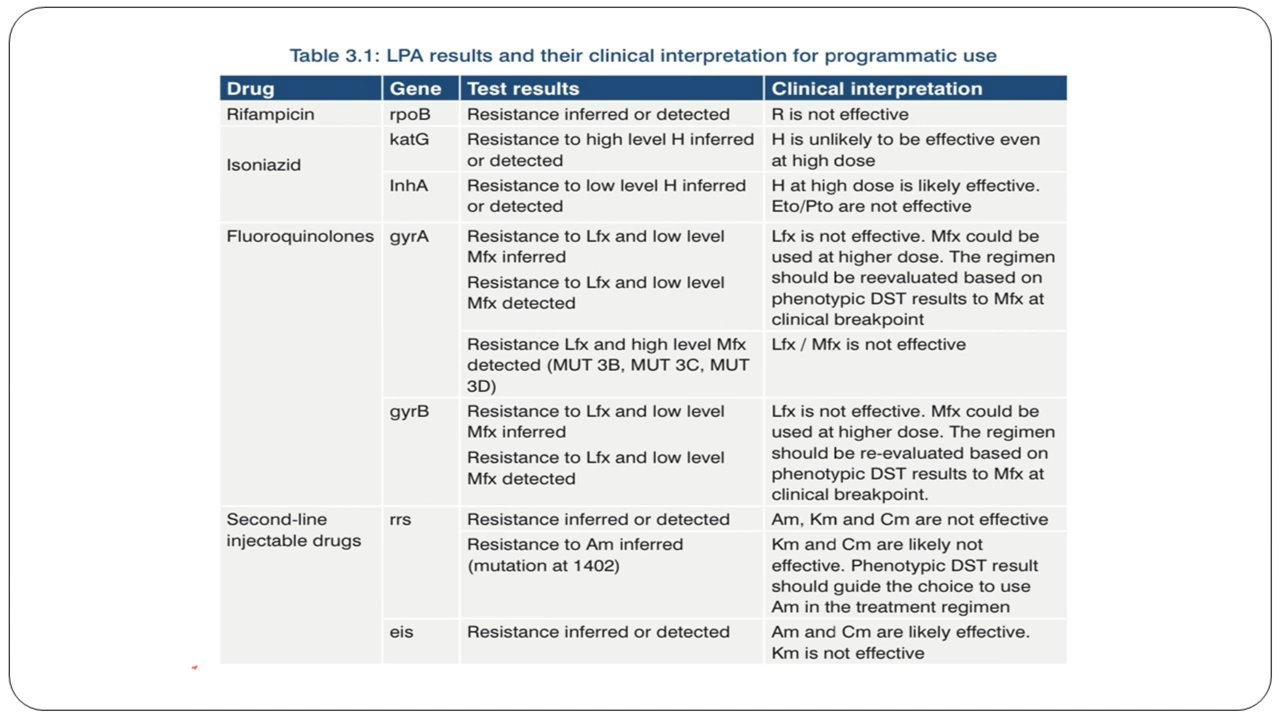 Table 3.1: LPA results and their clinical interpretation for programmatic use
Drug Gene Test results Clinical interpretation
Rifampicin rpoB Resistance inferred or detected R is not effective
Isoniazid
katG Resistance to high level H inferred
or detected
H is unlikely to be effective even
at high dose
InhA Resistance to low level H inferred
or detected
H at high dose is likely effective.
Eto/Pto are not effective
Fluoroquinolones gyrA
Resistance to Lfx and low level
Mfx inferred
Resistance to Lfx and low level
Mfx detected
Lfx is not effective. Mfx could be
used at higher dose. The regimen
should be reevaluated based on
phenotypic DST results to Mfx at
clinical breakpoint
Resistance Lfx and high level Mfx
detected (MUT 3B, MUT 3C, MUT
3D)
Lfx / Mfx is not effective
gyrB
Resistance to Lfx and low level
Mfx inferred
Resistance to Lfx and low level
Mfx detected
Lfx is not effective. Mfx could be
used at higher dose. The regimen
should be re-evaluated based on
phenotypic DST results to Mfx at
clinical breakpoint.
Second-line
injectable drugs
rrs Resistance inferred or detected Am, Km and Cm are not effective
Resistance to Am inferred
(mutation at 1402)
Km and Cm are likely not
effective. Phenotypic DST result
should guide the choice to use
Am in the treatment regimen
eis Resistance inferred or detected
Am and Cm are likely effective.
Km is not effective